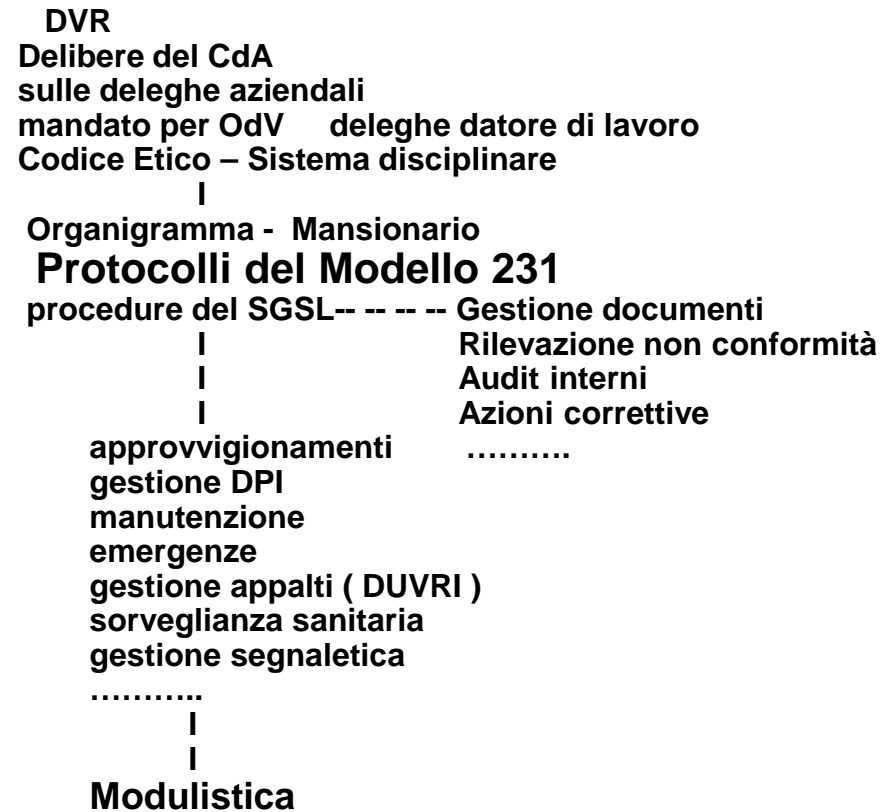 DVR
Delibere del CdA
sulle deleghe aziendali
mandato per OdV deleghe datore di lavoro
Codice Etico – Sistema disciplinare
I
Organigramma - Mansionario
Protocolli del Modello 231
procedure del SGSL-- -- -- -- Gestione documenti
I Rilevazione non conformità
I Audit interni
I Azioni correttive
approvvigionamenti ……….
gestione DPI
manutenzione
emergenze
gestione appalti ( DUVRI )
sorveglianza sanitaria
gestione segnaletica
………..
I
I
Modulistica